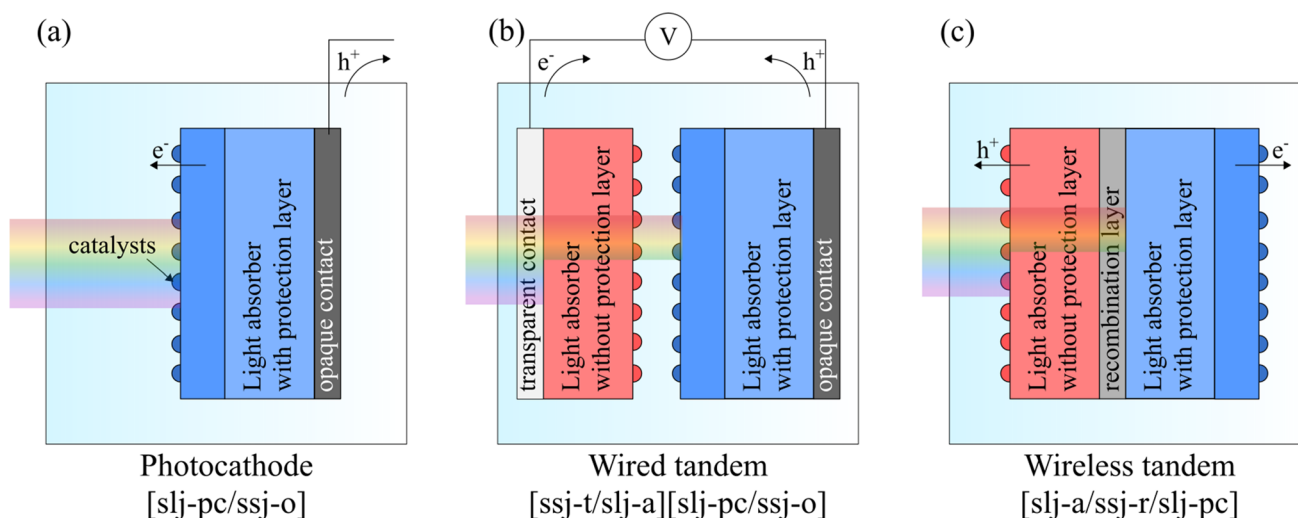 (a)
h+
e-
catalysts
Light absorber
with protection layer
opaque contact
Photocathode
[slj-pc/ssj-o]
(b)
V
e-
h+
transparent contact
Light absorber
without protection layer
Light absorber
with protection layer
opaque contact
Wired tandem
[ssj-t/slj-a][slj-pc/ssj-o]
(c)
h+
e-
Light absorber
without protection layer
recombination layer
Light absorber
with protection layer
Wireless tandem
[slj-a/ssj-r/slj-pc]